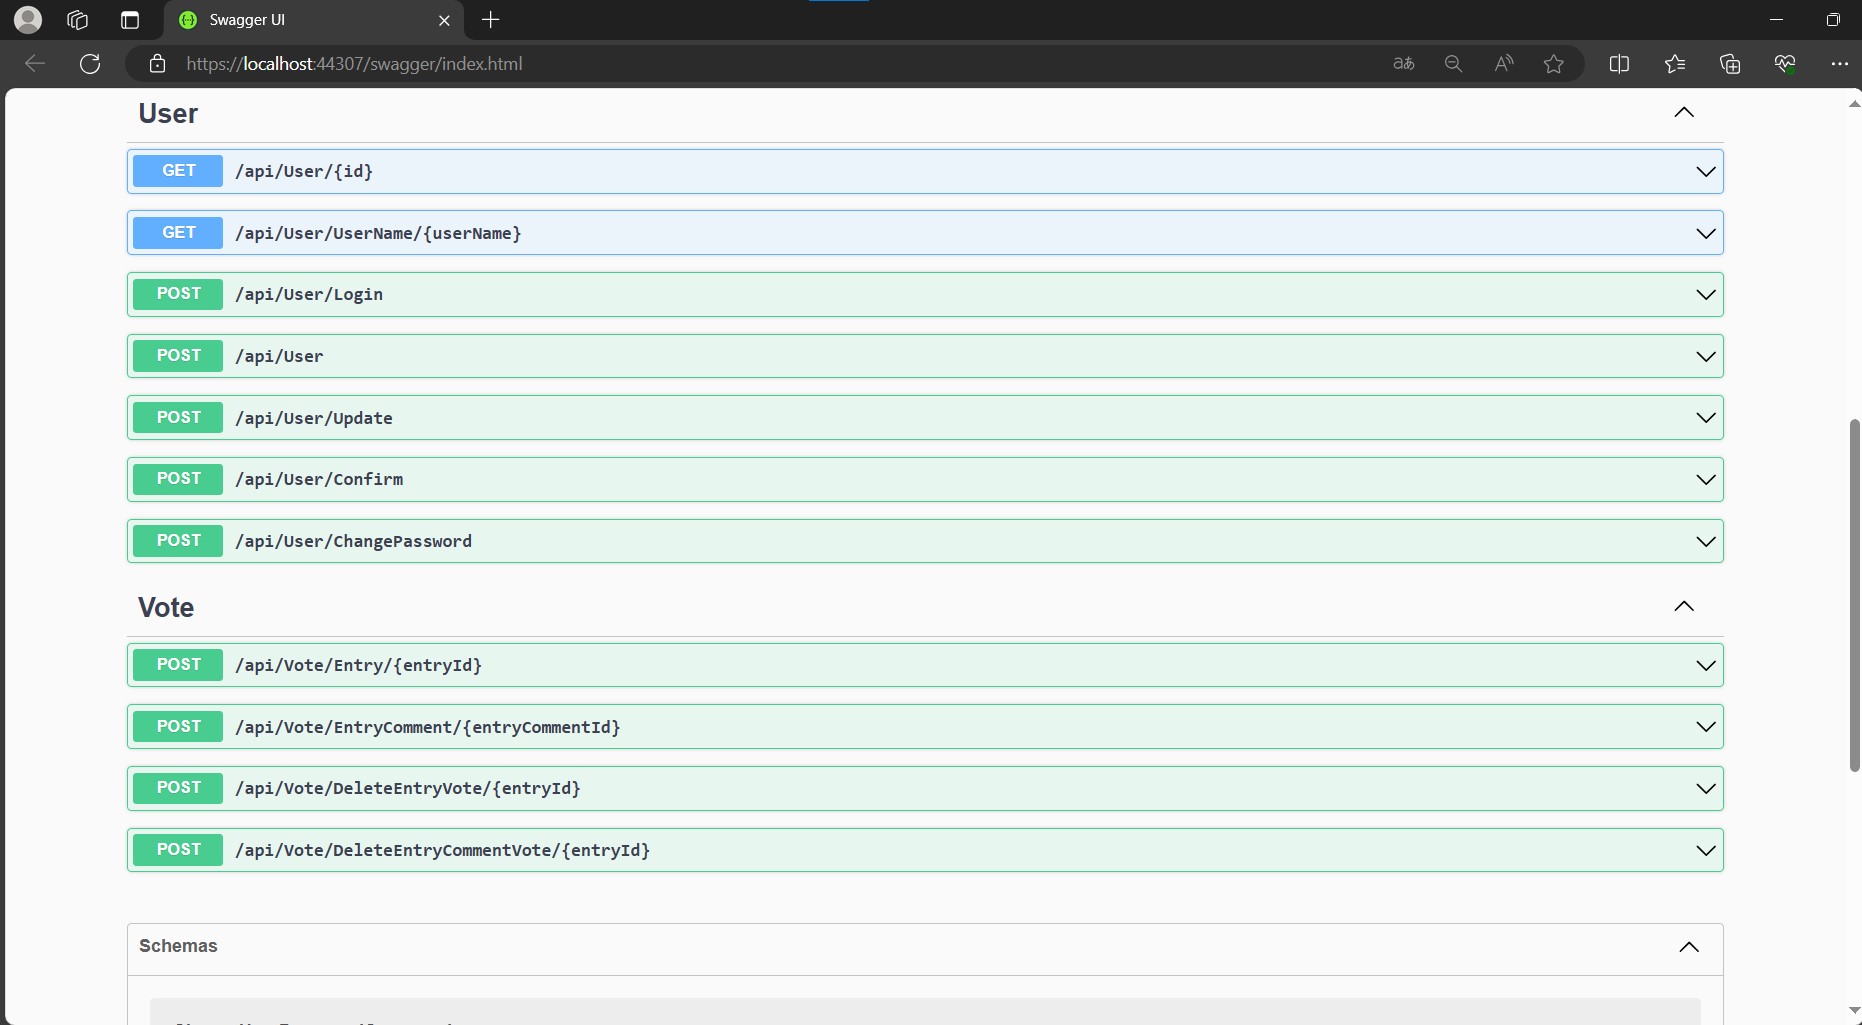 Swagger UI
https://localhost:44307/swagger/index.html
User
GET /api/User/{id}
GET /api/User/UserName/{userName}
POST /api/User/Login
POST /api/User
POST /api/User/Update
POST /api/User/Confirm
POST /api/User/ChangePassword
Vote
POST /api/Vote/Entry/{entryId}
POST /api/Vote/EntryComment/{entryCommentId}
POST /api/Vote/DeleteEntryVote/{entryId}
POST /api/Vote/DeleteEntryCommentVote/{entryId}
Schemas